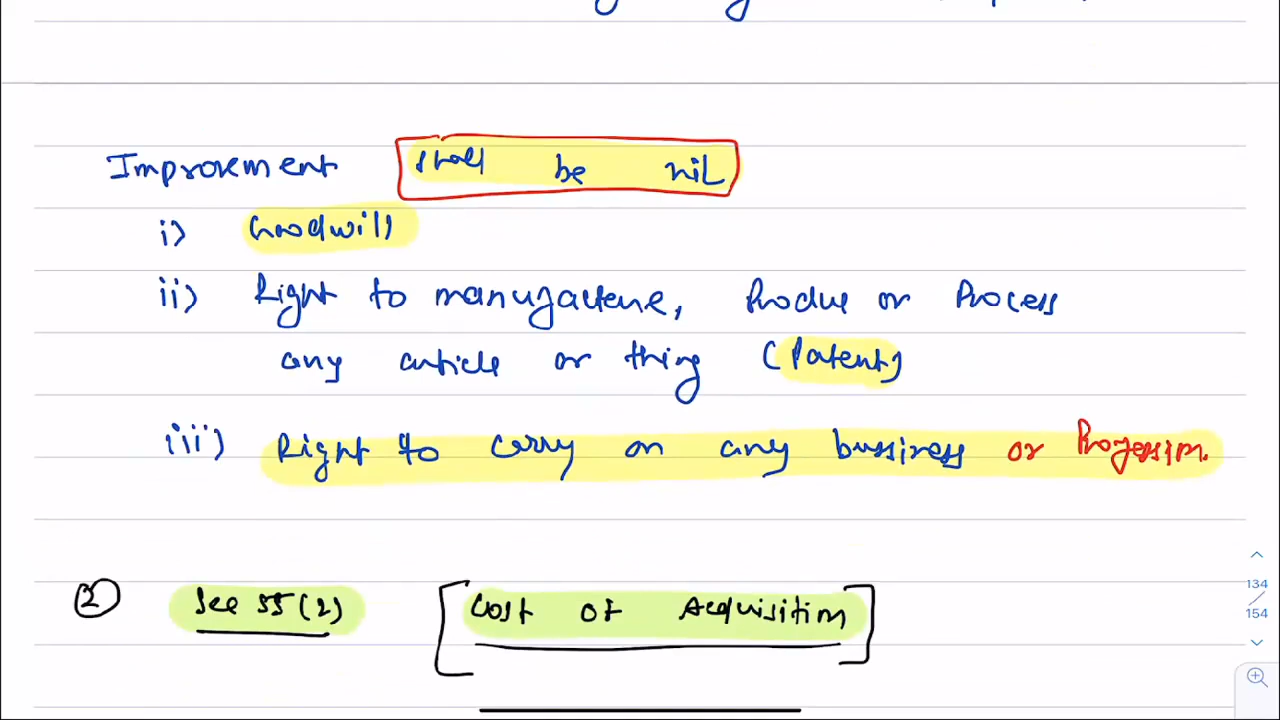 Improvement shall be nil
i) Goodwill
ii) Right to manufacture, Produce or Process
any article or thing (Patent)
iii) Right to carry on any bussiness or Profession.
2 Sec 55(2) [Cost of Acquisition]
134
154